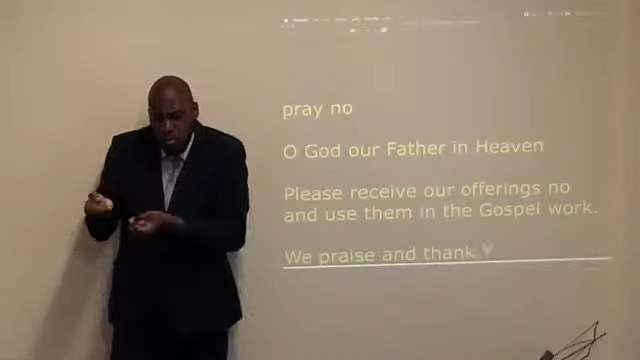 pray no
O God our Father in Heaven
Please receive our offerings no
and use them in the Gospel work.
We praise and thank